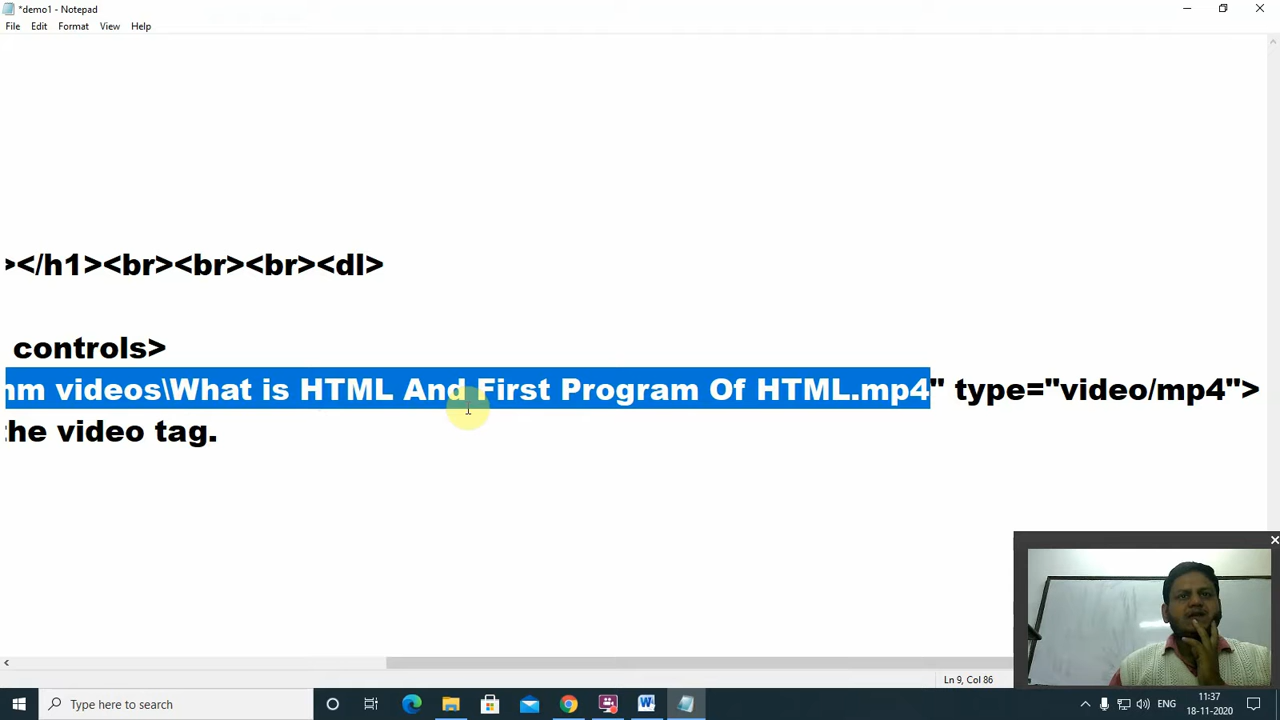 *demo1 - Notepad
File Edit Format View Help
></h1><br><br><br><dl>
controls>
videos\What is HTML And First Program Of HTML.mp4" type="video/mp4">
the video tag.
Ln 9, Col 86
Type here to search
ENG
11:37
18-11-2020